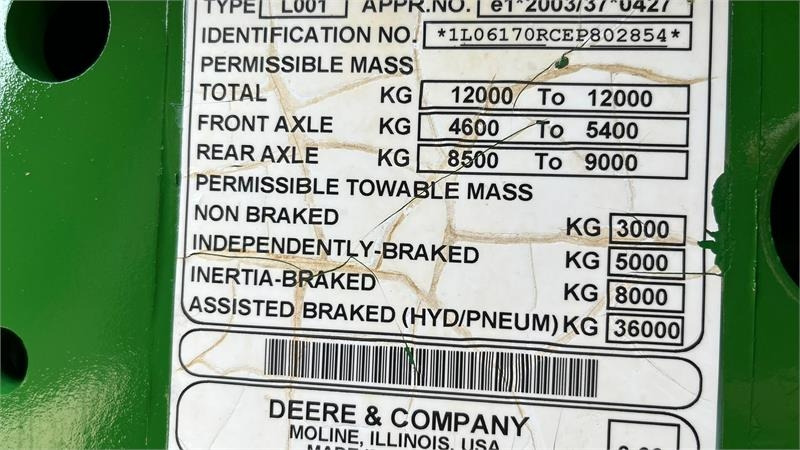 TYPE L001 APPR.NO. e1*2003/37*0427
IDENTIFICATION NO. *1L06170RCEP802854*
PERMISSIBLE MASS
TOTAL KG 12000 To 12000
FRONT AXLE KG 4600 To 5400
REAR AXLE KG 8500 To 9000
PERMISSIBLE TOWABLE MASS
NON BRAKED KG 3000
INDEPENDENTLY-BRAKED KG 5000
INERTIA-BRAKED KG 8000
ASSISTED BRAKED (HYD/PNEUM) KG 36000
DEERE & COMPANY
MOLINE, ILLINOIS, USA